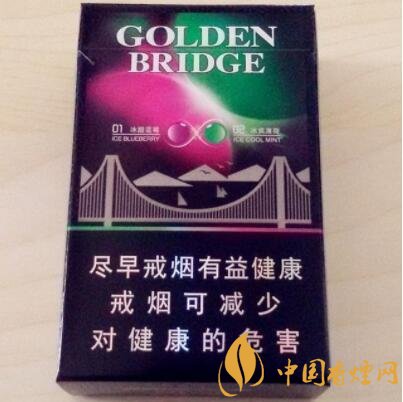 GOLDEN
BRIDGE
01 冰甜蓝莓
ICE BLUEBERRY
02 冰爽薄荷
ICE COOL MINT
尽早戒烟有益健康
戒烟可减少
对健康的危害
中国香烟网